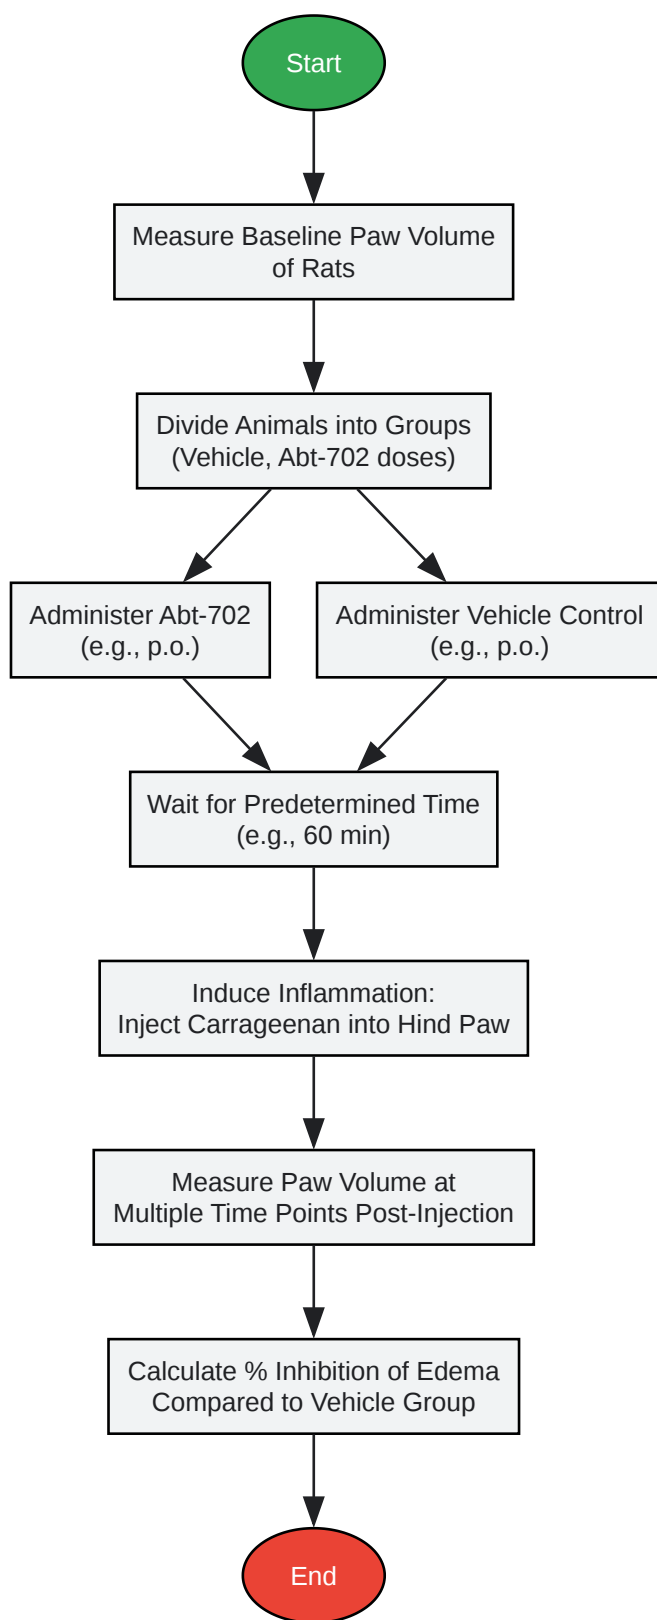 Start
Measure Baseline Paw Volume
of Rats
Divide Animals into Groups
(Vehicle, Abt-702 doses)
Administer Abt-702
(e.g., p.o.)
Administer Vehicle Control
(e.g., p.o.)
Wait for Predetermined Time
(e.g., 60 min)
Induce Inflammation:
Inject Carrageenan into Hind Paw
Measure Paw Volume at
Multiple Time Points Post-Injection
Calculate % Inhibition of Edema
Compared to Vehicle Group
End